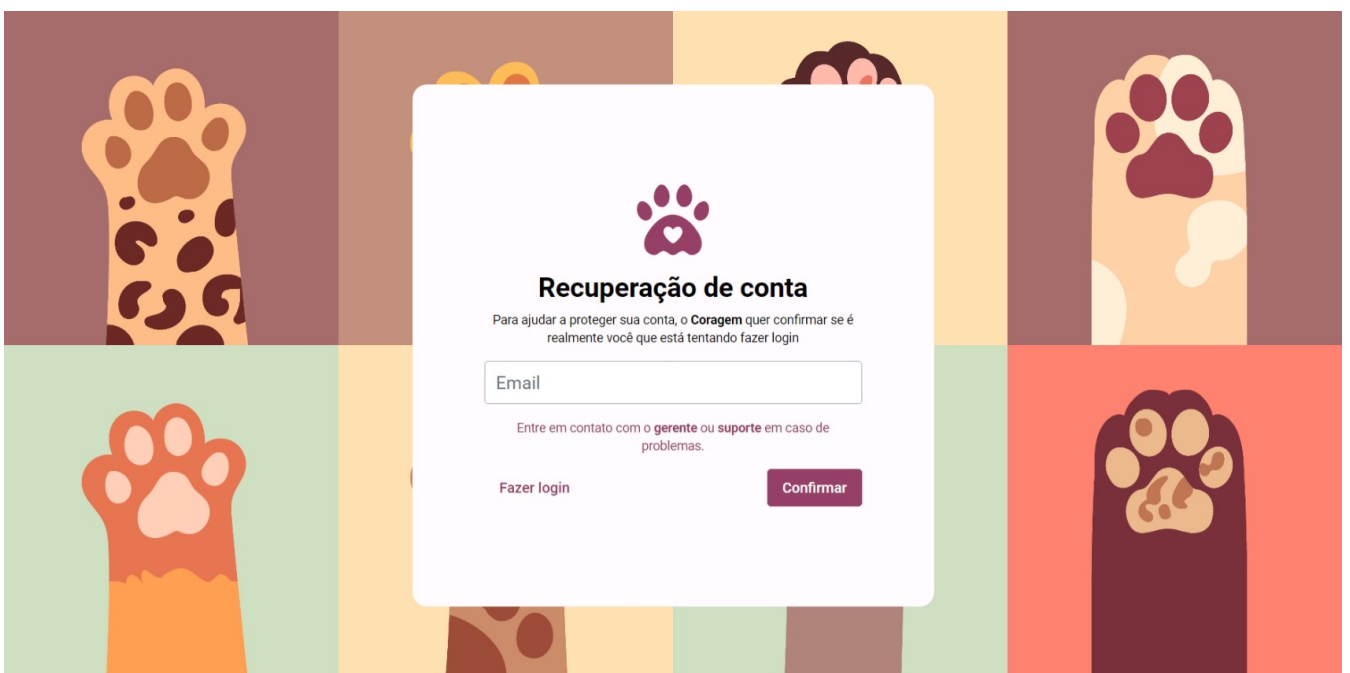 Recuperação de conta
Para ajudar a proteger sua conta, o Coragem quer confirmar se é
realmente você que está tentando fazer login
Email
Entre em contato com o gerente ou suporte em caso de
problemas.
Fazer login
Confirmar